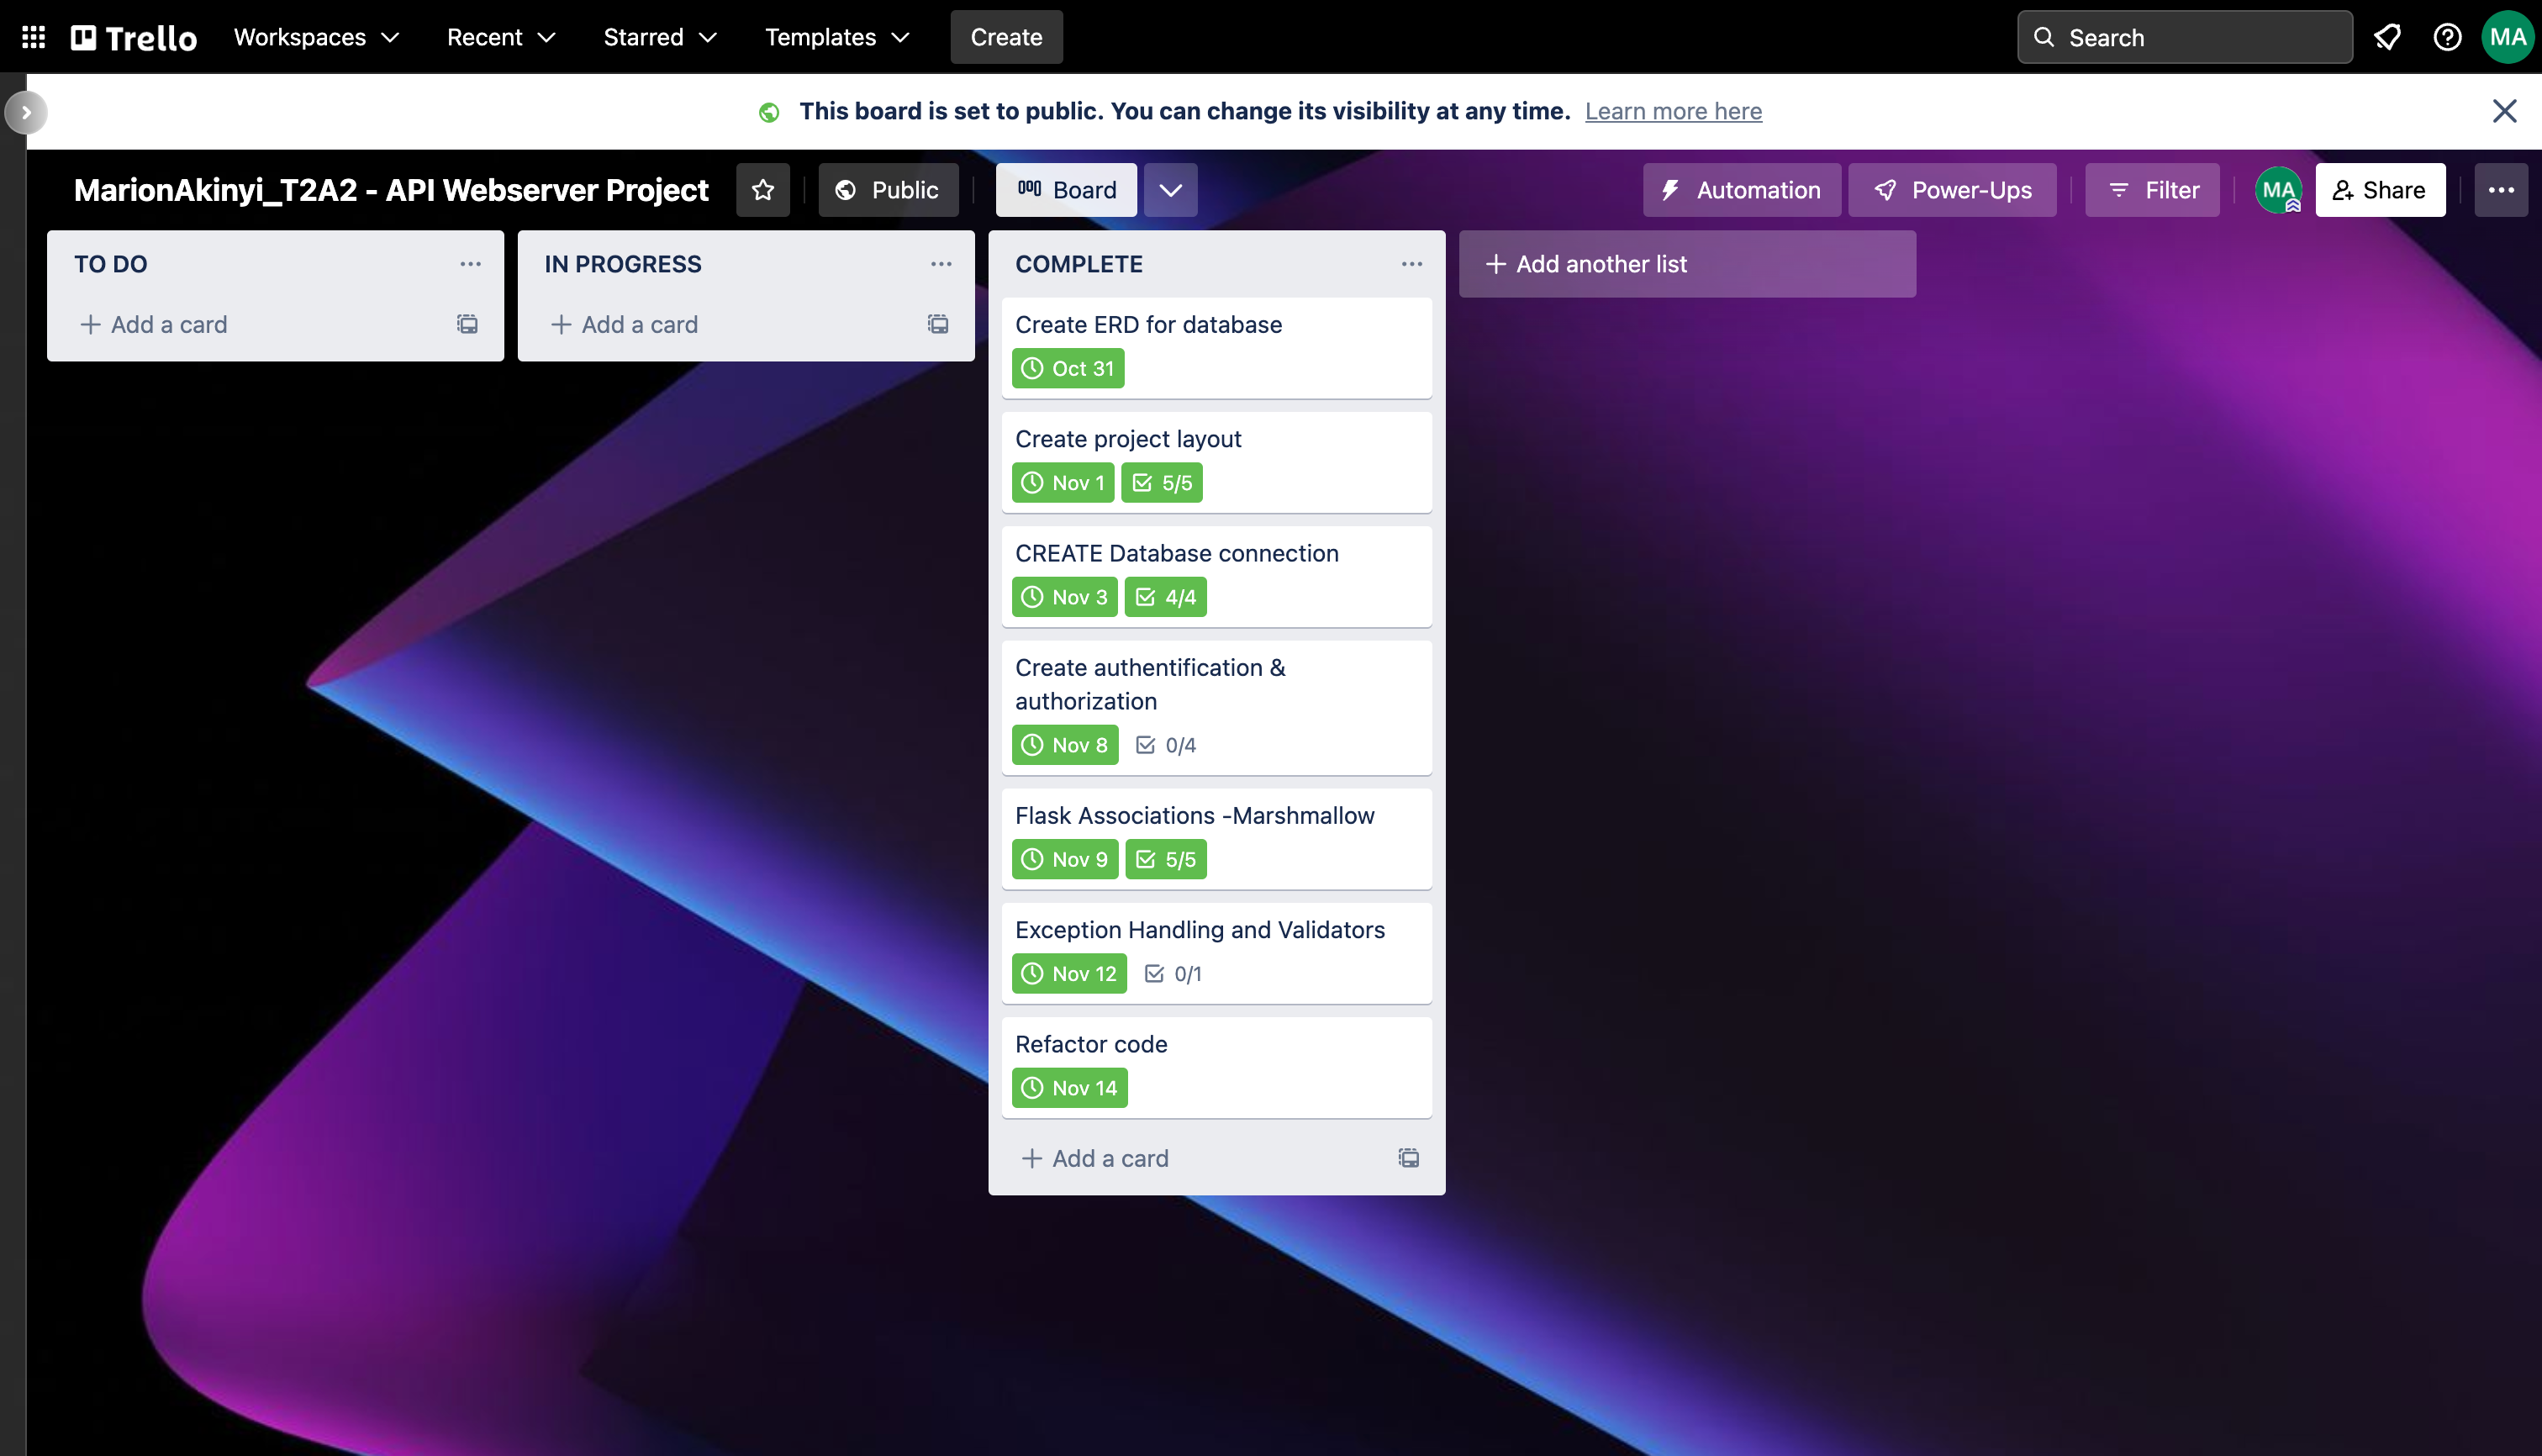 Trello
Workspaces
Recent
Starred
Templates
Create
Search
MA
This board is set to public. You can change its visibility at any time. Learn more here
MarionAkinyi_T2A2 - API Webserver Project
Public
Board
Automation
Power-Ups
Filter
MA
Share
TO DO
Add a card
IN PROGRESS
Add a card
COMPLETE
Create ERD for database
Oct 31
Create project layout
Nov 1 5/5
CREATE Database connection
Nov 3 4/4
Create authentification &
authorization
Nov 8 0/4
Flask Associations -Marshmallow
Nov 9 5/5
Exception Handling and Validators
Nov 12 0/1
Refactor code
Nov 14
Add a card
Add another list